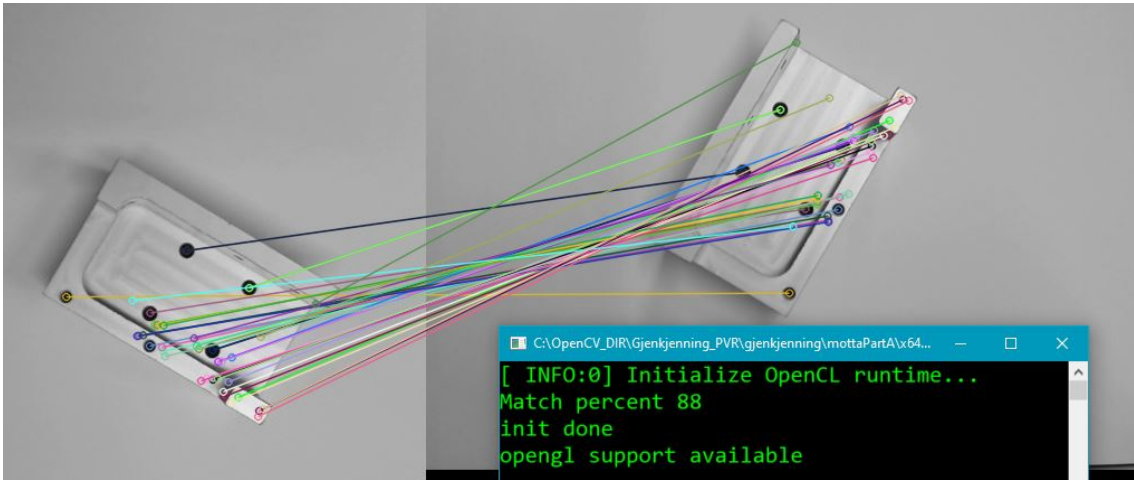 C:\OpenCV_DIR\Gjenkjenning_PVR\gjenkjenning\mottaPartA\x64...
[ INFO:0] Initialize OpenCL runtime...
Match percent 88
init done
opengl support available